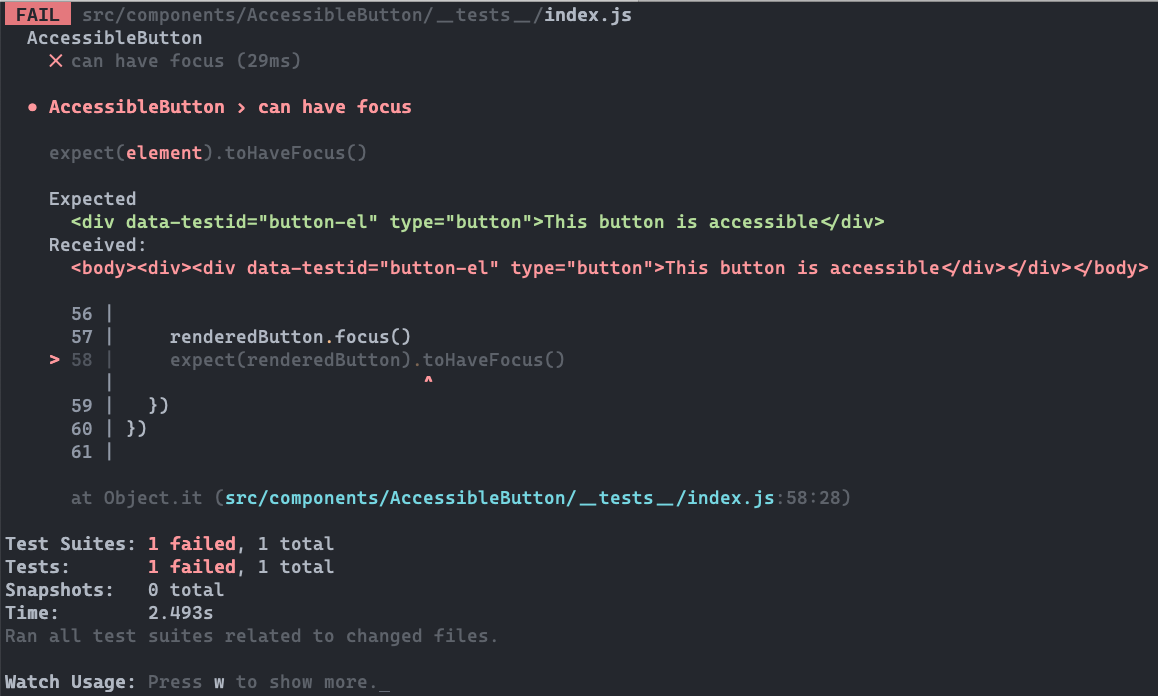 FAIL src/components/AccessibleButton/__tests__/index.js
AccessibleButton
✕ can have focus (29ms)
● AccessibleButton › can have focus
expect(element).toHaveFocus()
Expected
<div data-testid="button-el" type="button">This button is accessible</div>
Received:
<body><div><div data-testid="button-el" type="button">This button is accessible</div></div></body>
56 |
57 | renderedButton.focus()
> 58 | expect(renderedButton).toHaveFocus()
| ^
59 | })
60 | })
61 |
at Object.it (src/components/AccessibleButton/__tests__/index.js:58:28)
Test Suites: 1 failed, 1 total
Tests: 1 failed, 1 total
Snapshots: 0 total
Time: 2.493s
Ran all test suites related to changed files.
Watch Usage: Press w to show more._